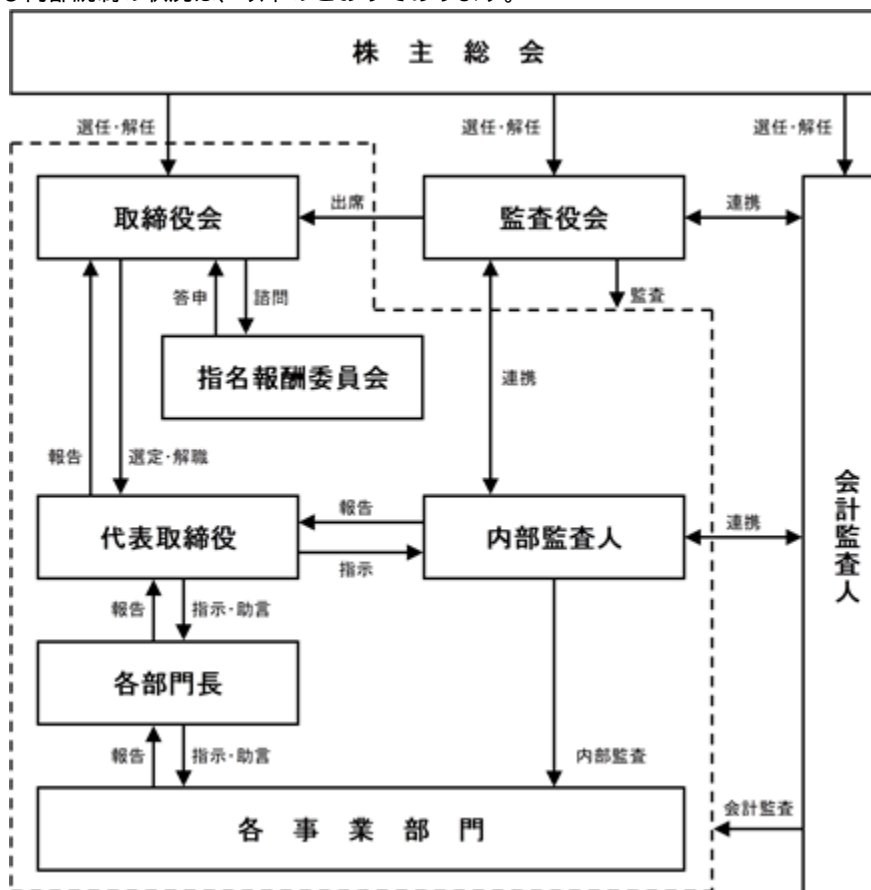 株主総会
選任・解任 選任・解任 選任・解任
取締役会 出席 監査役会 連携
答申 諮問 監査
指名報酬委員会 連携
報告 選定・解職
会計監査人
代表取締役 報告 内部監査人 連携
指示
報告 指示・助言
各部門長
報告 指示・助言 内部監査
各事業部門 会計監査